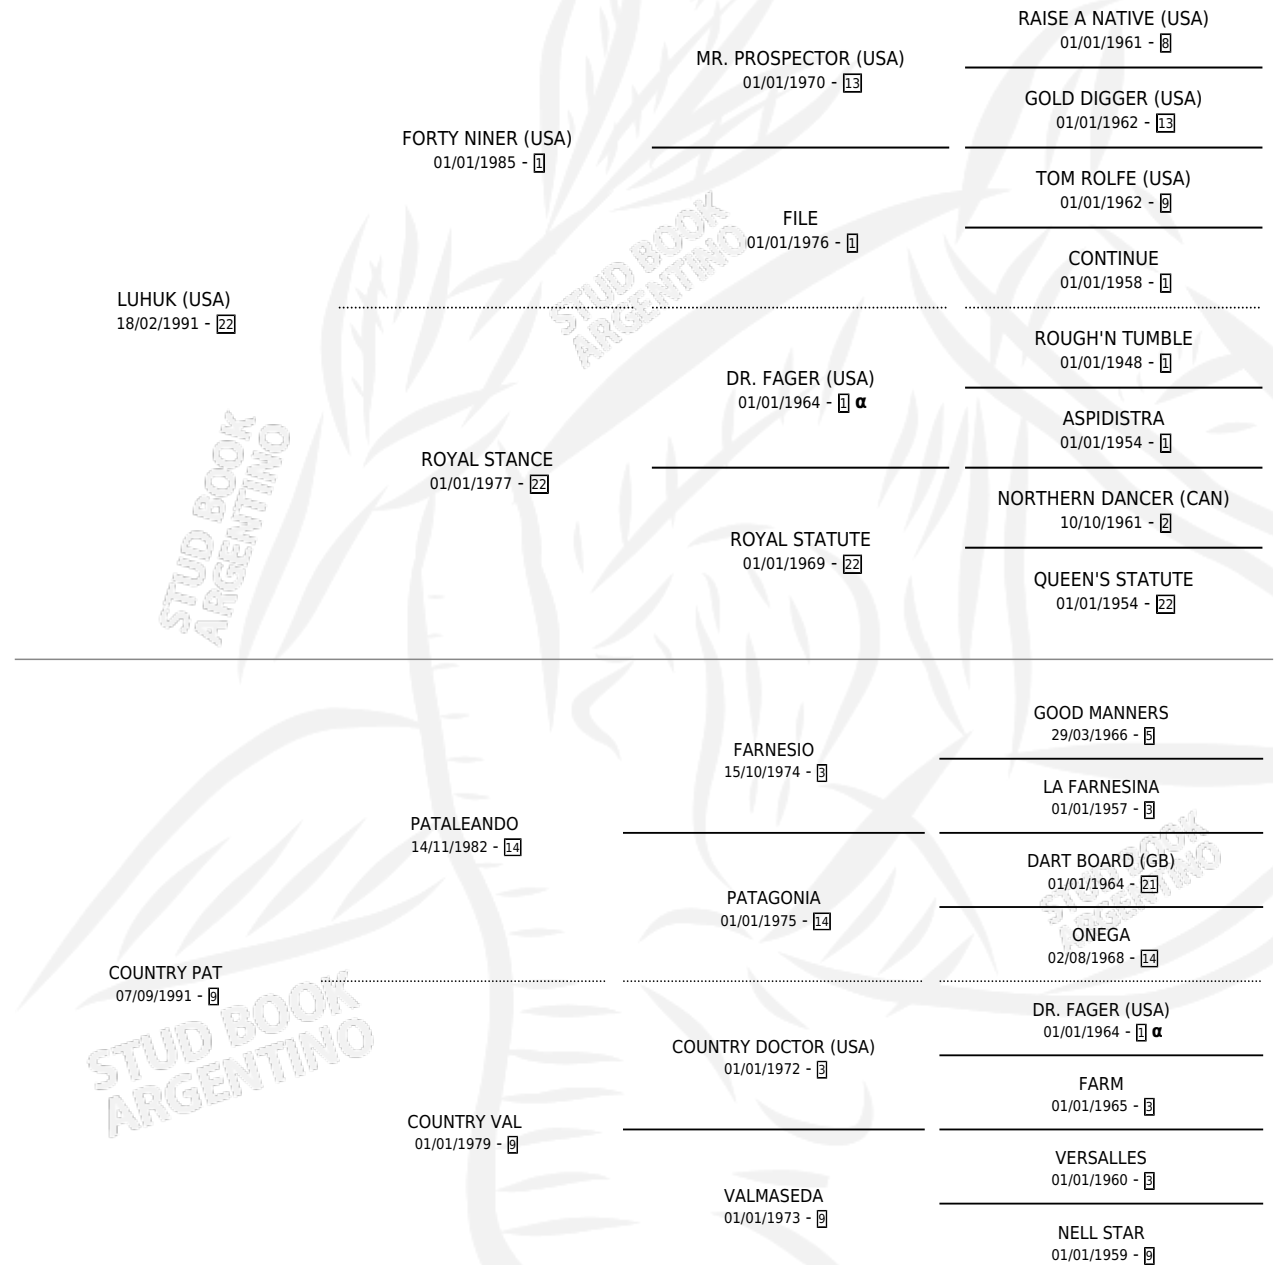 RAISE A NATIVE (USA)
01/01/1961 - 8
MR. PROSPECTOR (USA)
01/01/1970 - 13
GOLD DIGGER (USA)
01/01/1962 - 13
FORTY NINER (USA)
01/01/1985 - 1
TOM ROLFE (USA)
01/01/1962 - 9
FILE
01/01/1976 - 1
CONTINUE
01/01/1958 - 1
LUHUK (USA)
18/02/1991 - 22
ROUGH'N TUMBLE
01/01/1948 - 1
DR. FAGER (USA)
01/01/1964 - 1 α
ASPIDISTRA
01/01/1954 - 1
ROYAL STANCE
01/01/1977 - 22
NORTHERN DANCER (CAN)
10/10/1961 - 2
ROYAL STATUTE
01/01/1969 - 22
QUEEN'S STATUTE
01/01/1954 - 22
GOOD MANNERS
29/03/1966 - 5
FARNESIO
15/10/1974 - 3
LA FARNESINA
01/01/1957 - 3
PATALEANDO
14/11/1982 - 14
DART BOARD (GB)
01/01/1964 - 21
PATAGONIA
01/01/1975 - 14
ONEGA
02/08/1968 - 14
COUNTRY PAT
07/09/1991 - 9
DR. FAGER (USA)
01/01/1964 - 1 α
COUNTRY DOCTOR (USA)
01/01/1972 - 3
FARM
01/01/1965 - 3
COUNTRY VAL
01/01/1979 - 9
VERSALLES
01/01/1960 - 3
VALMASEDA
01/01/1973 - 9
NELL STAR
01/01/1959 - 9
STUD BOOK
ARGENTINO
STUD BOOK
ARGENTINO
STUD BOOK
ARGENTINO
STUD BOOK
ARGENTINO